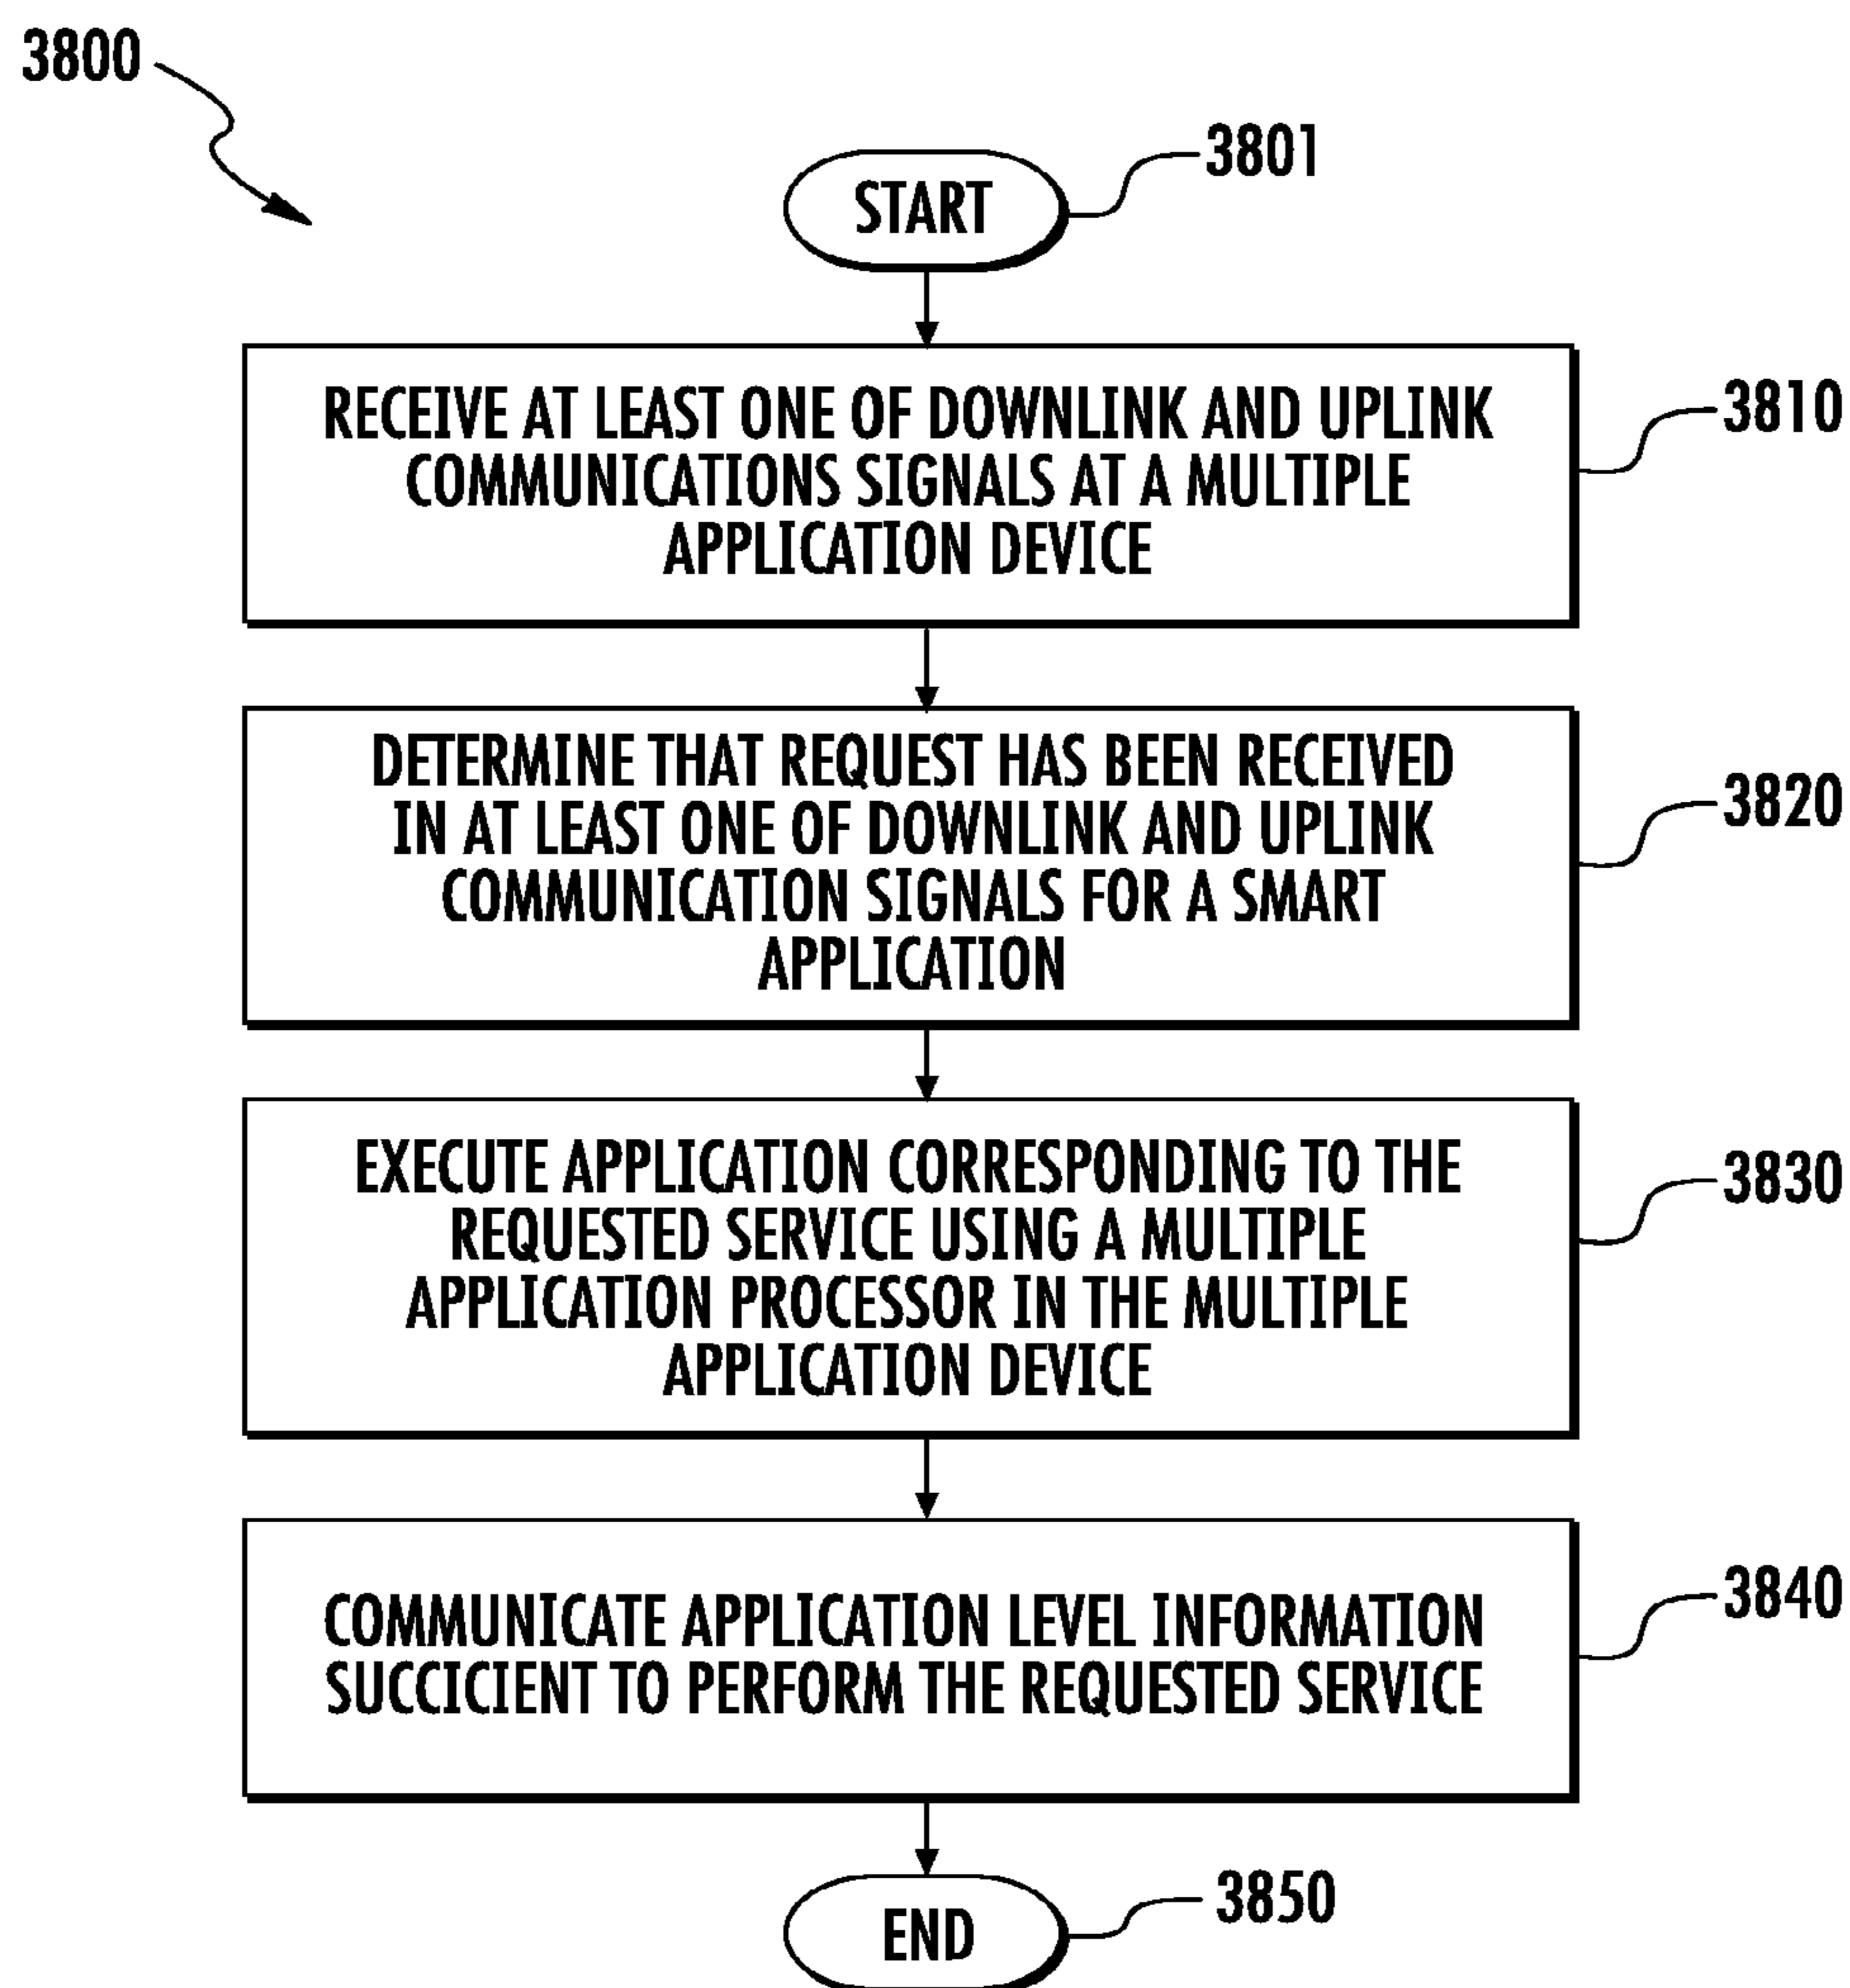 3800
START
3801
RECEIVE AT LEAST ONE OF DOWNLINK AND UPLINK
COMMUNICATIONS SIGNALS AT A MULTIPLE
APPLICATION DEVICE
3810
DETERMINE THAT REQUEST HAS BEEN RECEIVED
IN AT LEAST ONE OF DOWNLINK AND UPLINK
COMMUNICATION SIGNALS FOR A SMART
APPLICATION
3820
EXECUTE APPLICATION CORRESPONDING TO THE
REQUESTED SERVICE USING A MULTIPLE
APPLICATION PROCESSOR IN THE MULTIPLE
APPLICATION DEVICE
3830
COMMUNICATE APPLICATION LEVEL INFORMATION
SUCCICIENT TO PERFORM THE REQUESTED SERVICE
3840
END
3850